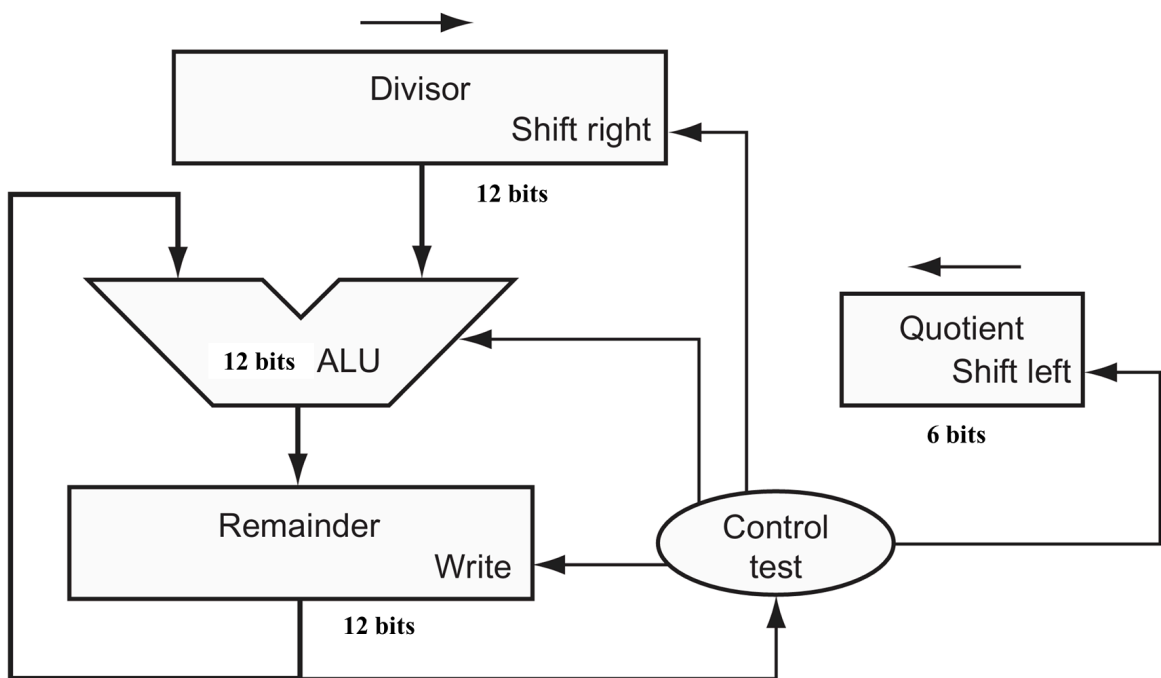 Divisor
Shift right
12 bits
12 bits ALU
Quotient
Shift left
6 bits
Remainder
Write
12 bits
Control
test